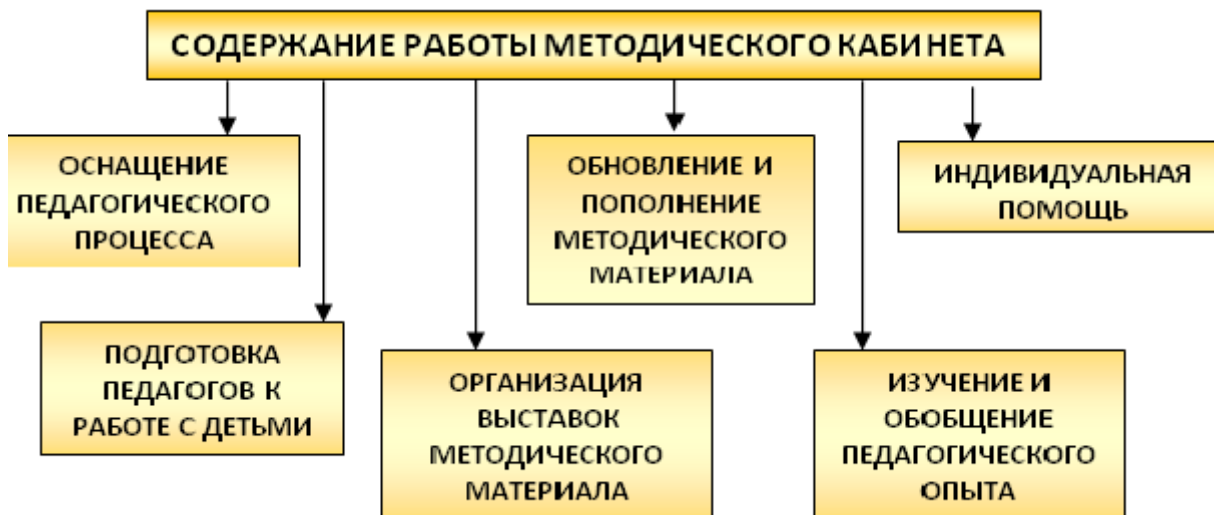 СОДЕРЖАНИЕ РАБОТЫ МЕТОДИЧЕСКОГО КАБИНЕТА
ОСНАЩЕНИЕ
ПЕДАГОГИЧЕСКОГО
ПРОЦЕССА
ОБНОВЛЕНИЕ И
ПОПОЛНЕНИЕ
МЕТОДИЧЕСКОГО
МАТЕРИАЛА
ИНДИВИДУАЛЬНАЯ
ПОМОЩЬ
ПОДГОТОВКА
ПЕДАГОГОВ К
РАБОТЕ С ДЕТЬМИ
ОРГАНИЗАЦИЯ
ВЫСТАВОК
МЕТОДИЧЕСКОГО
МАТЕРИАЛА
ИЗУЧЕНИЕ И
ОБОБЩЕНИЕ
ПЕДАГОГИЧЕСКОГО
ОПЫТА